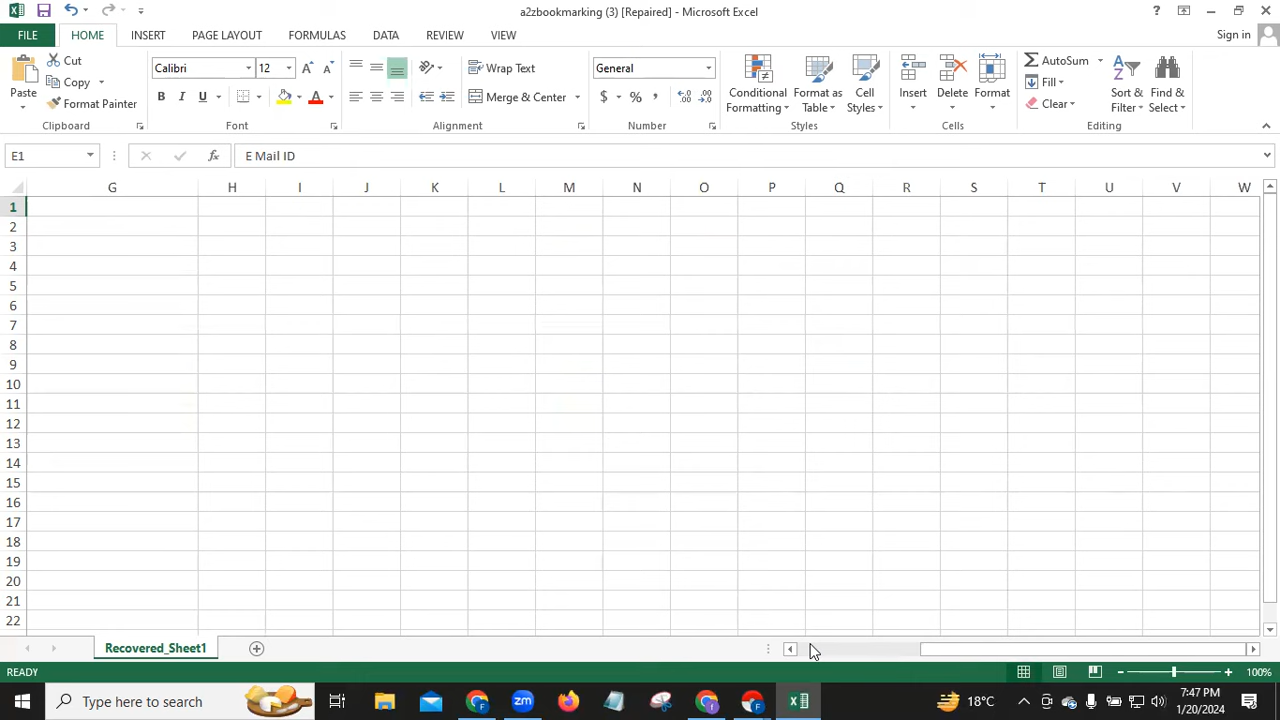 a2zbookmarking (3) [Repaired] - Microsoft Excel
FILE HOME INSERT PAGE LAYOUT FORMULAS DATA REVIEW VIEW Sign in
Cut
Copy
Format Painter
Paste
Clipboard
Calibri 12
B I U A
Font
Wrap Text
Merge & Center
Alignment
General
$ % ,
Number
Conditional Formatting
Format as Table
Cell Styles
Styles
Insert Delete Format
Cells
AutoSum
Fill
Clear
Sort & Filter
Find & Select
Editing
E1 fx E Mail ID
G H I J K L M N O P Q R S T U V W
1
2
3
4
5
6
7
8
9
10
11
12
13
14
15
16
17
18
19
20
21
22
Recovered_Sheet1
READY 100%
Type here to search 18°C 7:47 PM
1/20/2024